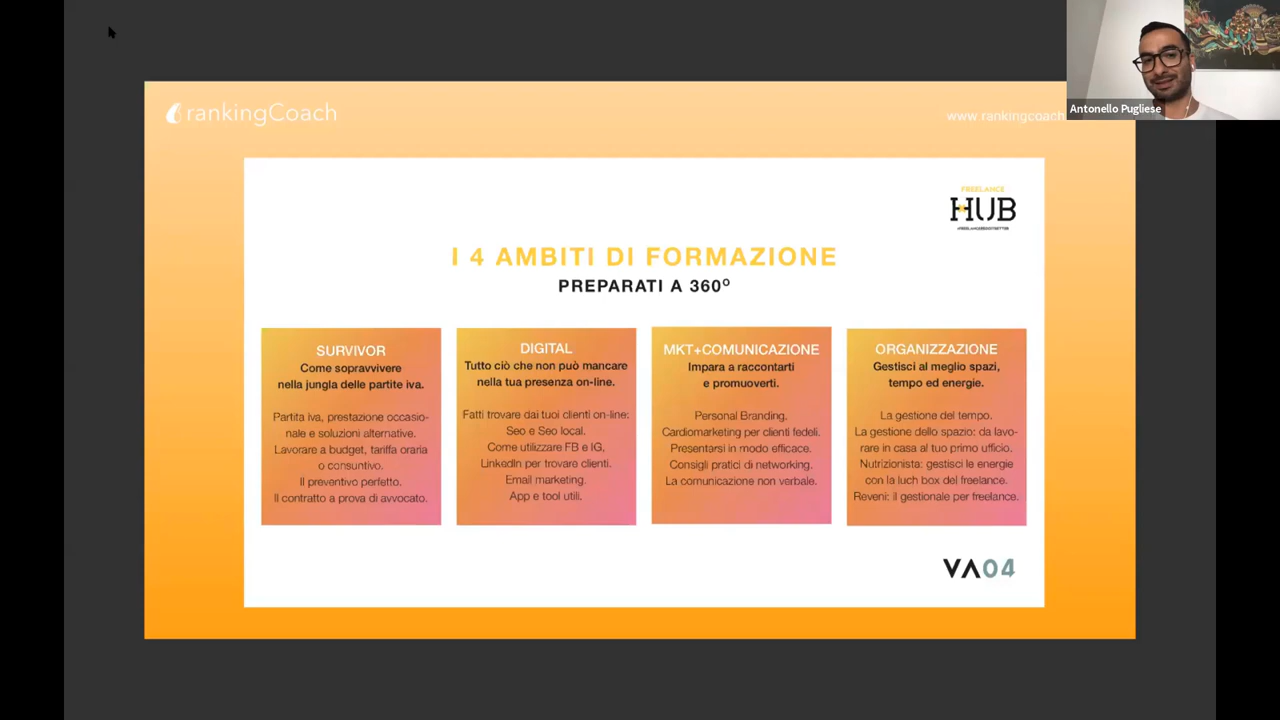 rankingCoach
www.rankingcoach
Antonello Pugliese
FREELANCE
HUB
I 4 AMBITI DI FORMAZIONE
PREPARATI A 360º
SURVIVOR
Come sopravvivere
nella jungla delle partite iva.
Partita iva, prestazione occasio-
nale e soluzioni alternative.
Lavorare a budget, tariffa oraria
o consuntivo.
Il preventivo perfetto.
Il contratto a prova di avvocato.
DIGITAL
Tutto ciò che non può mancare
nella tua presenza on-line.
Fatti trovare dai tuoi clienti on-line:
Seo e Seo local.
Come utilizzare FB e IG,
LinkedIn per trovare clienti.
Email marketing.
App e tool utili.
MKT+COMUNICAZIONE
Impara a raccontarti
e promuoverti.
Personal Branding.
Cardiomarketing per clienti fedeli.
Presentarsi in modo efficace.
Consigli pratici di networking.
La comunicazione non verbale.
ORGANIZZAZIONE
Gestisci al meglio spazi,
tempo ed energie.
La gestione del tempo.
La gestione dello spazio: da lavo-
rare in casa al tuo primo ufficio.
Nutrizionista: gestisci le energie
con la luch box del freelance.
Reveni: il gestionale per freelance.
VA04